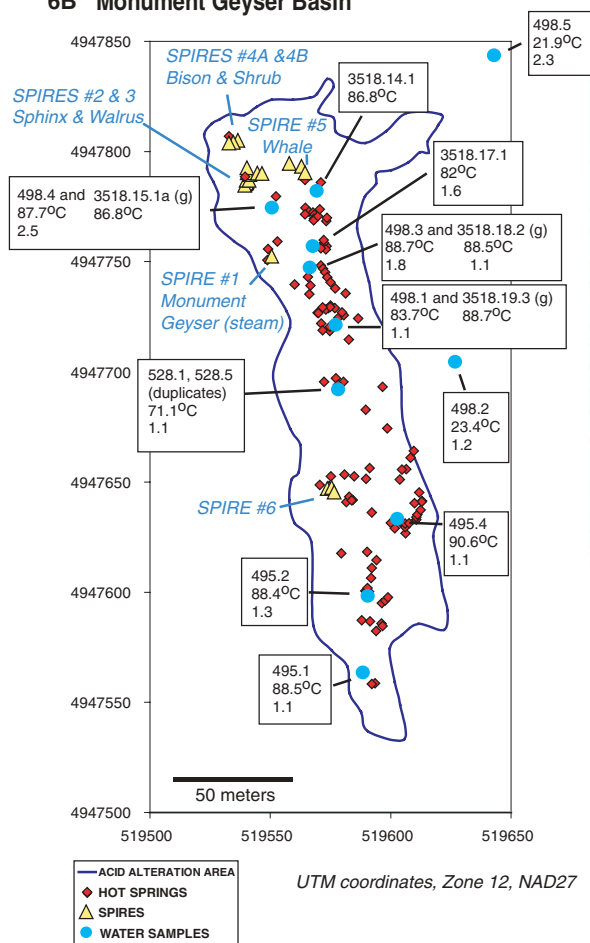 6B Monument Geyser Basin
498.5
21.9°C
2.3
4947850
SPIRES #4A &4B
Bison & Shrub
3518.14.1
86.8°C
SPIRES #2 & 3
Sphinx & Walrus
SPIRE #5
Whale
4947800
3518.17.1
82°C
1.6
498.4 and 3518.15.1a (g)
87.7°C 86.8°C
2.5
498.3 and 3518.18.2 (g)
88.7°C 88.5°C
1.8 1.1
4947750
SPIRE #1
Monument
Geyser (steam)
498.1 and 3518.19.3 (g)
83.7°C 88.7°C
1.1
4947700
528.1, 528.5
(duplicates)
71.1°C
1.1
498.2
23.4°C
1.2
4947650
SPIRE #6
495.4
90.6°C
1.1
4947600
495.2
88.4°C
1.3
495.1
88.5°C
1.1
4947550
50 meters
4947500
519500 519550 519600 519650
ACID ALTERATION AREA
HOT SPRINGS
SPIRES
WATER SAMPLES
UTM coordinates, Zone 12, NAD27